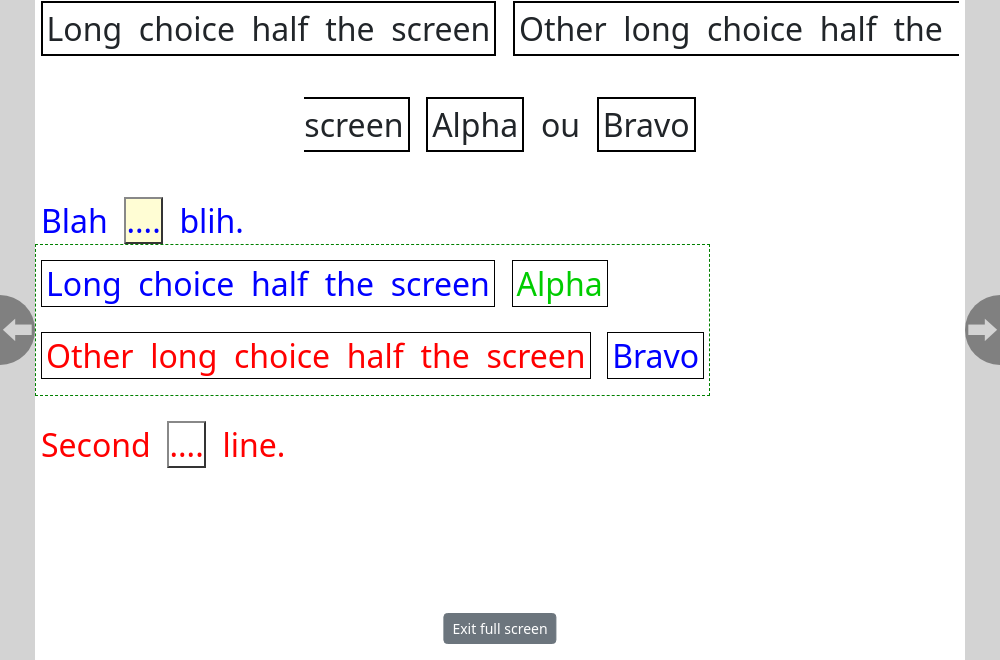 Long choice half the screen Other long choice half the
screen Alpha ou Bravo
Blah .... blih.
Long choice half the screen Alpha
Other long choice half the screen Bravo
Second .... line.
Exit full screen